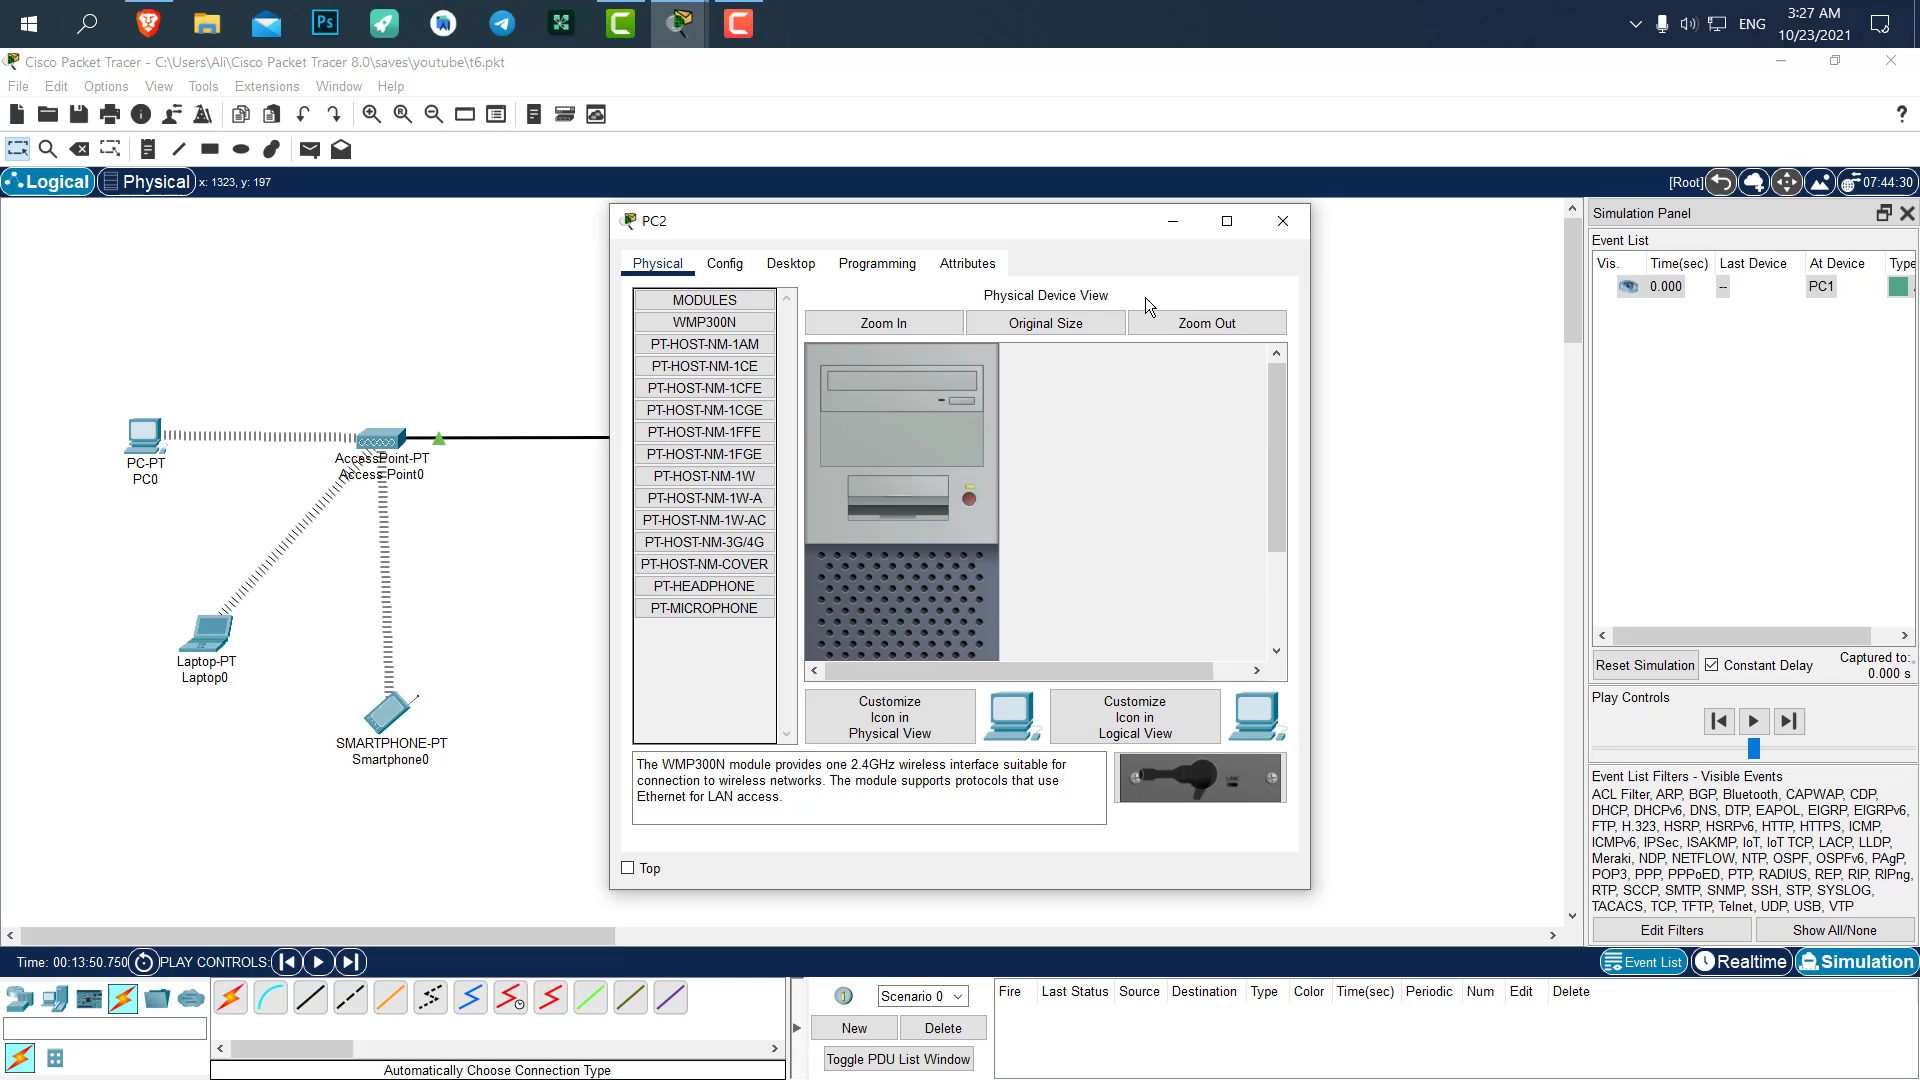 3:27 AM
ENG
10/23/2021
Cisco Packet Tracer - C:\Users\Ali\Cisco Packet Tracer 8.0\saves\youtube\t6.pkt
File Edit Options View Tools Extensions Window Help
Logical Physical x: 1323, y: 197
[Root] 07:44:30
PC-PT
PC0
AccessPoint-PT
Access Point0
Laptop-PT
Laptop0
SMARTPHONE-PT
Smartphone0
PC2
Physical Config Desktop Programming Attributes
MODULES
WMP300N
PT-HOST-NM-1AM
PT-HOST-NM-1CE
PT-HOST-NM-1CFE
PT-HOST-NM-1CGE
PT-HOST-NM-1FFE
PT-HOST-NM-1FGE
PT-HOST-NM-1W
PT-HOST-NM-1W-A
PT-HOST-NM-1W-AC
PT-HOST-NM-3G/4G
PT-HOST-NM-COVER
PT-HEADPHONE
PT-MICROPHONE
Physical Device View
Zoom In Original Size Zoom Out
Customize
Icon in
Physical View
Customize
Icon in
Logical View
The WMP300N module provides one 2.4GHz wireless interface suitable for
connection to wireless networks. The module supports protocols that use
Ethernet for LAN access.
Top
Simulation Panel
Event List
Vis. Time(sec) Last Device At Device Type
0.000 -- PC1
Reset Simulation Constant Delay
Captured to:
0.000 s
Play Controls
Event List Filters - Visible Events
ACL Filter, ARP, BGP, Bluetooth, CAPWAP, CDP,
DHCP, DHCPv6, DNS, DTP, EAPOL, EIGRP, EIGRPv6,
FTP, H.323, HSRP, HSRPv6, HTTP, HTTPS, ICMP,
ICMPv6, IPSec, ISAKMP, IoT, IoT TCP, LACP, LLDP,
Meraki, NDP, NETFLOW, NTP, OSPF, OSPFv6, PAgP,
POP3, PPP, PPPoED, PTP, RADIUS, REP, RIP, RIPng,
RTP, SCCP, SMTP, SNMP, SSH, STP, SYSLOG,
TACACS, TCP, TFTP, Telnet, UDP, USB, VTP
Edit Filters Show All/None
Time: 00:13:50.750 PLAY CONTROLS:
Event List Realtime Simulation
Scenario 0
New Delete
Toggle PDU List Window
Fire Last Status Source Destination Type Color Time(sec) Periodic Num Edit Delete
Automatically Choose Connection Type